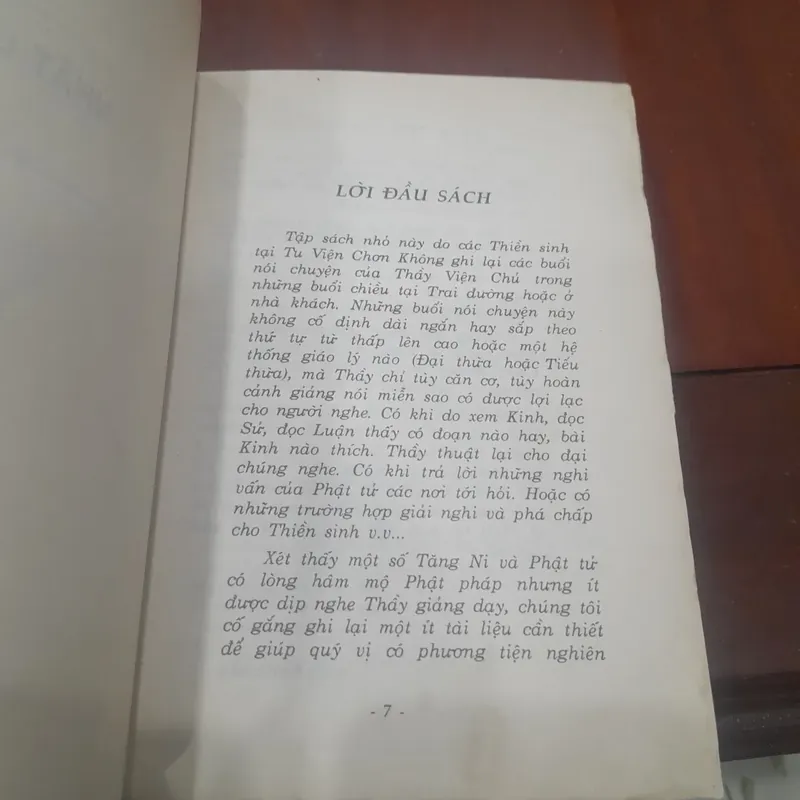 LỜI ĐẦU SÁCH
Tập sách nhỏ này do các Thiền sinh
tại Tu Viện Chơn Không ghi lại các buổi
nói chuyện của Thầy Viện Chủ trong
những buổi chiều tại Trai đường hoặc ở
nhà khách. Những buổi nói chuyện này
không cố định dài ngắn hay sắp theo
thứ tự từ thấp lên cao hoặc một hệ
thống giáo lý nào (Đại thừa hoặc Tiểu
thừa), mà Thầy chỉ tùy căn cơ, tùy hoàn
cảnh giảng nói miễn sao có được lợi lạc
cho người nghe. Có khi do xem Kinh, đọc
Sử, đọc Luận thấy có đoạn nào hay, bài
Kinh nào thích. Thầy thuật lại cho đại
chúng nghe. Có khi trả lời những nghi
vấn của Phật tử các nơi tới hỏi. Hoặc có
những trường hợp giải nghi và phá chấp
cho Thiền sinh v.v...
Xét thấy một số Tăng Ni và Phật tử
có lòng hâm mộ Phật pháp nhưng ít
được dịp nghe Thầy giảng dạy, chúng tôi
cố gắng ghi lại một ít tài liệu cần thiết
để giúp quý vị có phương tiện nghiên
- 7 -